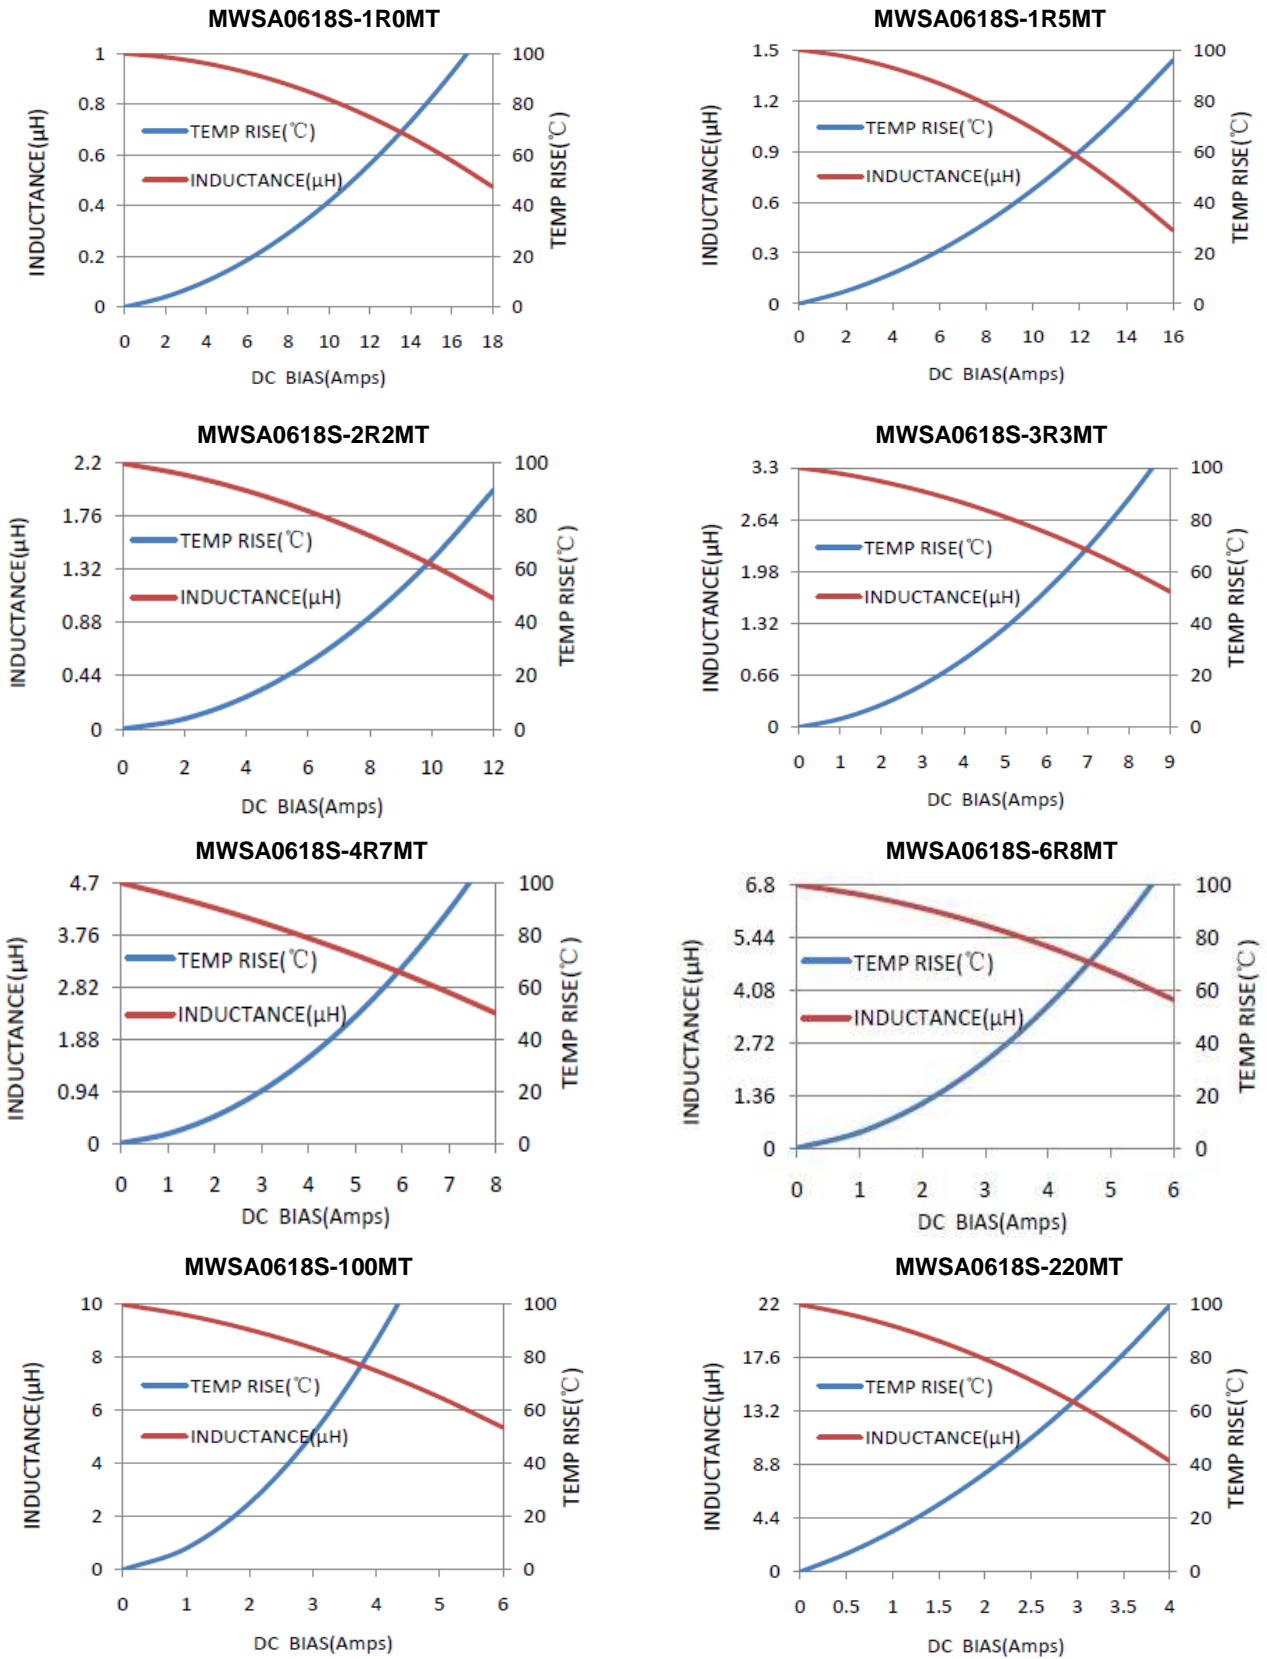 MWSA0618S-1R0MT
1
0.8
0.6
0.4
0.2
0
100
80
60
40
20
0
INDUCTANCE(μH)
TEMP RISE(℃)
TEMP RISE(℃)
INDUCTANCE(μH)
0 2 4 6 8 10 12 14 16 18
DC BIAS(Amps)
MWSA0618S-1R5MT
1.5
1.2
0.9
0.6
0.3
0
100
80
60
40
20
0
INDUCTANCE(μH)
TEMP RISE(℃)
TEMP RISE(℃)
INDUCTANCE(μH)
0 2 4 6 8 10 12 14 16
DC BIAS(Amps)
MWSA0618S-2R2MT
2.2
1.76
1.32
0.88
0.44
0
100
80
60
40
20
0
INDUCTANCE(μH)
TEMP RISE(℃)
TEMP RISE(℃)
INDUCTANCE(μH)
0 2 4 6 8 10 12
DC BIAS(Amps)
MWSA0618S-3R3MT
3.3
2.64
1.98
1.32
0.66
0
100
80
60
40
20
0
INDUCTANCE(μH)
TEMP RISE(℃)
TEMP RISE(℃)
INDUCTANCE(μH)
0 1 2 3 4 5 6 7 8 9
DC BIAS(Amps)
MWSA0618S-4R7MT
4.7
3.76
2.82
1.88
0.94
0
100
80
60
40
20
0
INDUCTANCE(μH)
TEMP RISE(℃)
TEMP RISE(℃)
INDUCTANCE(μH)
0 1 2 3 4 5 6 7 8
DC BIAS(Amps)
MWSA0618S-6R8MT
6.8
5.44
4.08
2.72
1.36
0
100
80
60
40
20
0
INDUCTANCE(μH)
TEMP RISE(℃)
TEMP RISE(℃)
INDUCTANCE(μH)
0 1 2 3 4 5 6
DC BIAS(Amps)
MWSA0618S-100MT
10
8
6
4
2
0
100
80
60
40
20
0
INDUCTANCE(μH)
TEMP RISE(℃)
TEMP RISE(℃)
INDUCTANCE(μH)
0 1 2 3 4 5 6
DC BIAS(Amps)
MWSA0618S-220MT
22
17.6
13.2
8.8
4.4
0
100
80
60
40
20
0
INDUCTANCE(μH)
TEMP RISE(℃)
TEMP RISE(℃)
INDUCTANCE(μH)
0 0.5 1 1.5 2 2.5 3 3.5 4
DC BIAS(Amps)